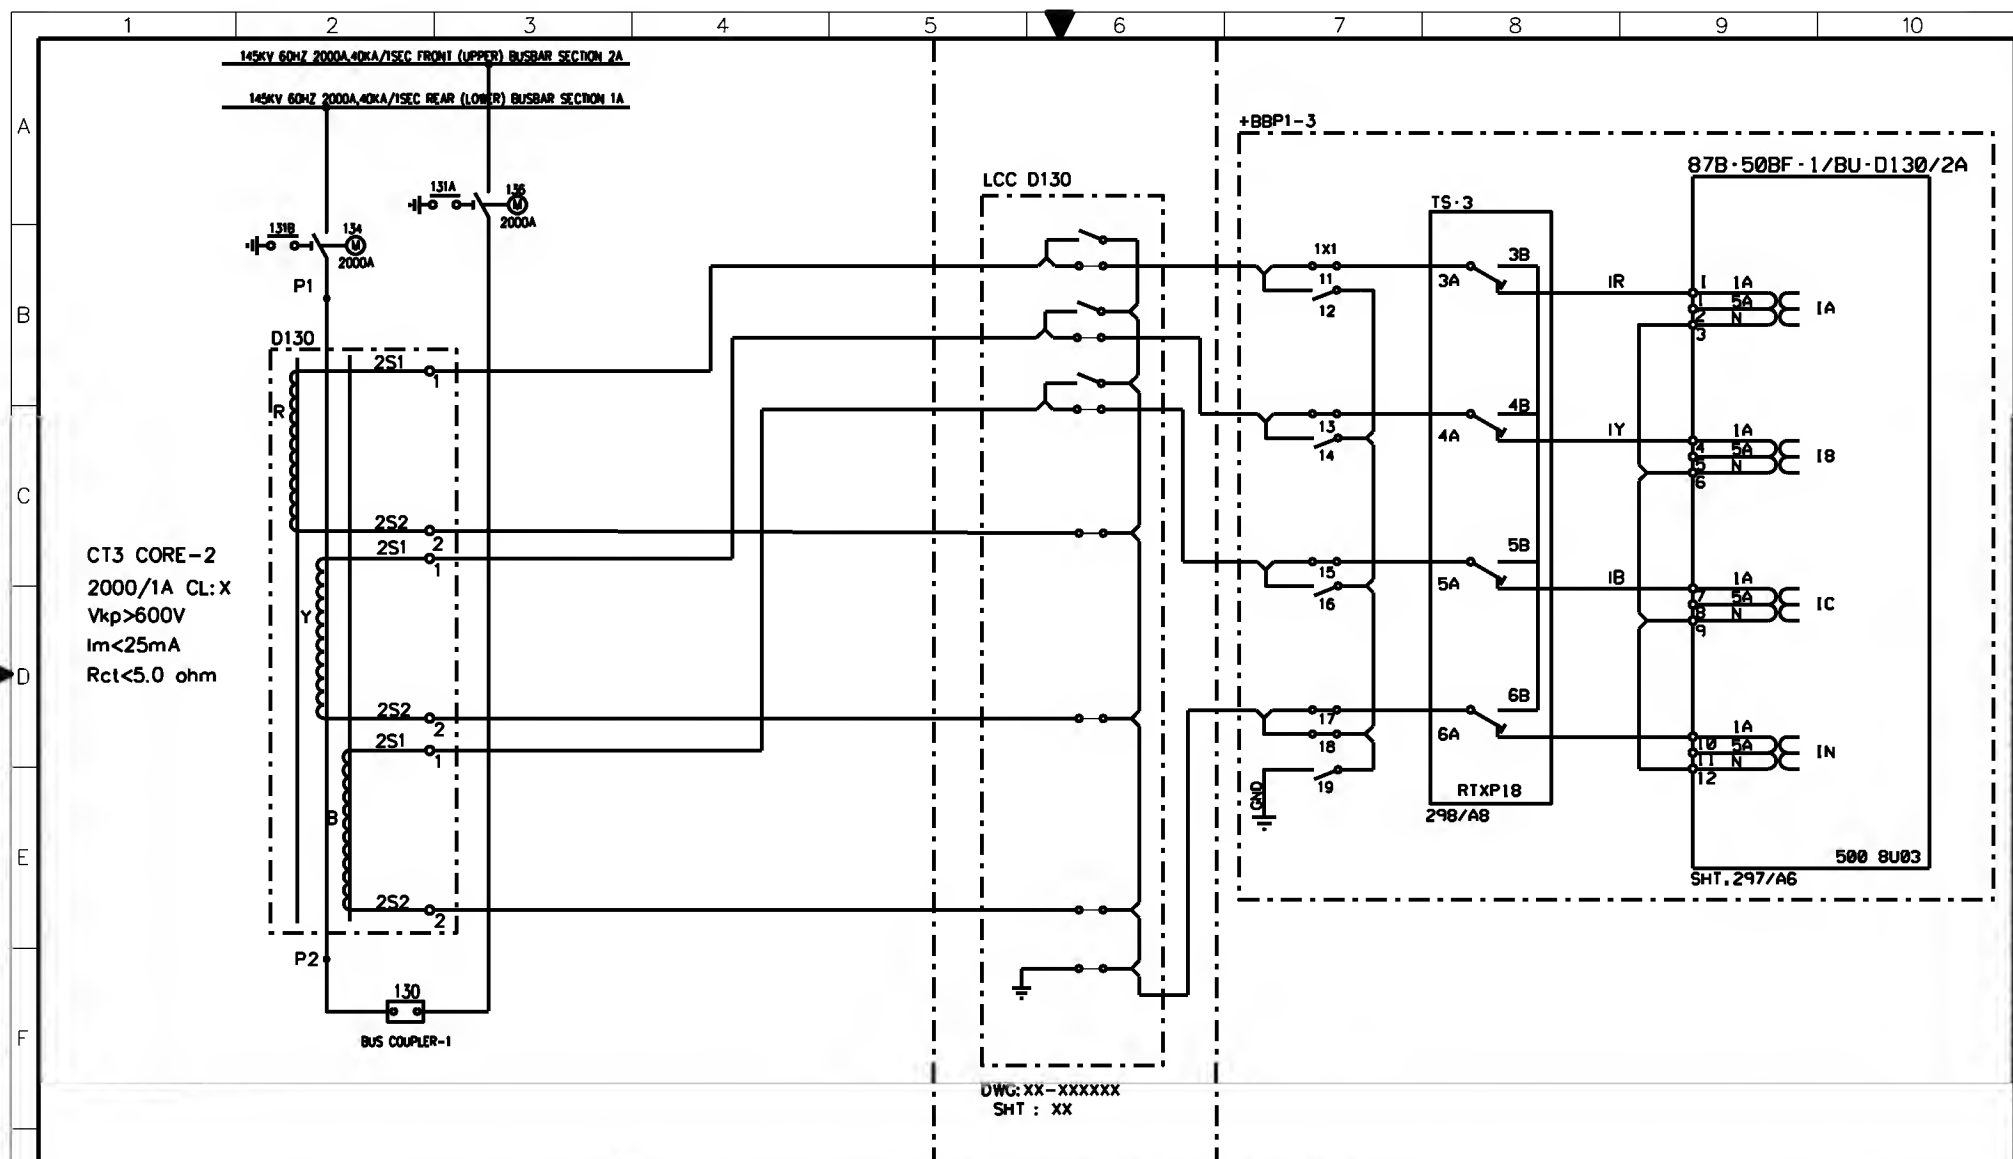 1 2 3 4 5 6 7 8 9 10
A
B
C
D
E
F
145KV 60HZ 2000A,40KA/1SEC FRONT (UPPER) BUSBAR SECTION 2A
145KV 60HZ 2000A,40KA/1SEC REAR (LOWER) BUSBAR SECTION 1A
131A
136
M
2000A
131B
134
M
2000A
P1
D130
R
2S1
1
2S2
2
2S1
1
Y
2S2
2
2S1
1
B
2S2
2
P2
130
BUS COUPLER-1
CT3 CORE-2
2000/1A CL:X
Vkp>600V
Im<25mA
Rct<5.0 ohm
LCC D130
DWG:XX-XXXXXX
SHT : XX
+BBP1-3
1X1
11
12
13
14
15
16
17
18
19
GND
TS·3
3B
3A
4B
4A
5B
5A
6B
6A
RTXP18
298/A8
IR
IY
IB
87B·50BF-1/BU-D130/2A
I 1A
1 5A
2 N
3
IA
1A
4 5A
5 N
6
I8
1A
7 5A
8 N
9
IC
1A
10 5A
11 N
12
IN
500 8U03
SHT.297/A6